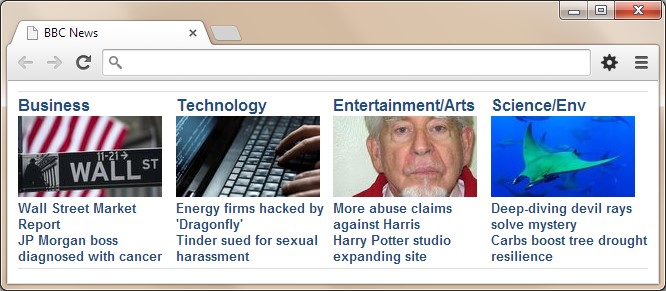 BBC News
Business
Technology
Entertainment/Arts
Science/Env
11-21
WALL ST
Wall Street Market
Report
JP Morgan boss
diagnosed with cancer
Energy firms hacked by
'Dragonfly'
Tinder sued for sexual
harassment
More abuse claims
against Harris
Harry Potter studio
expanding site
Deep-diving devil rays
solve mystery
Carbs boost tree drought
resilience